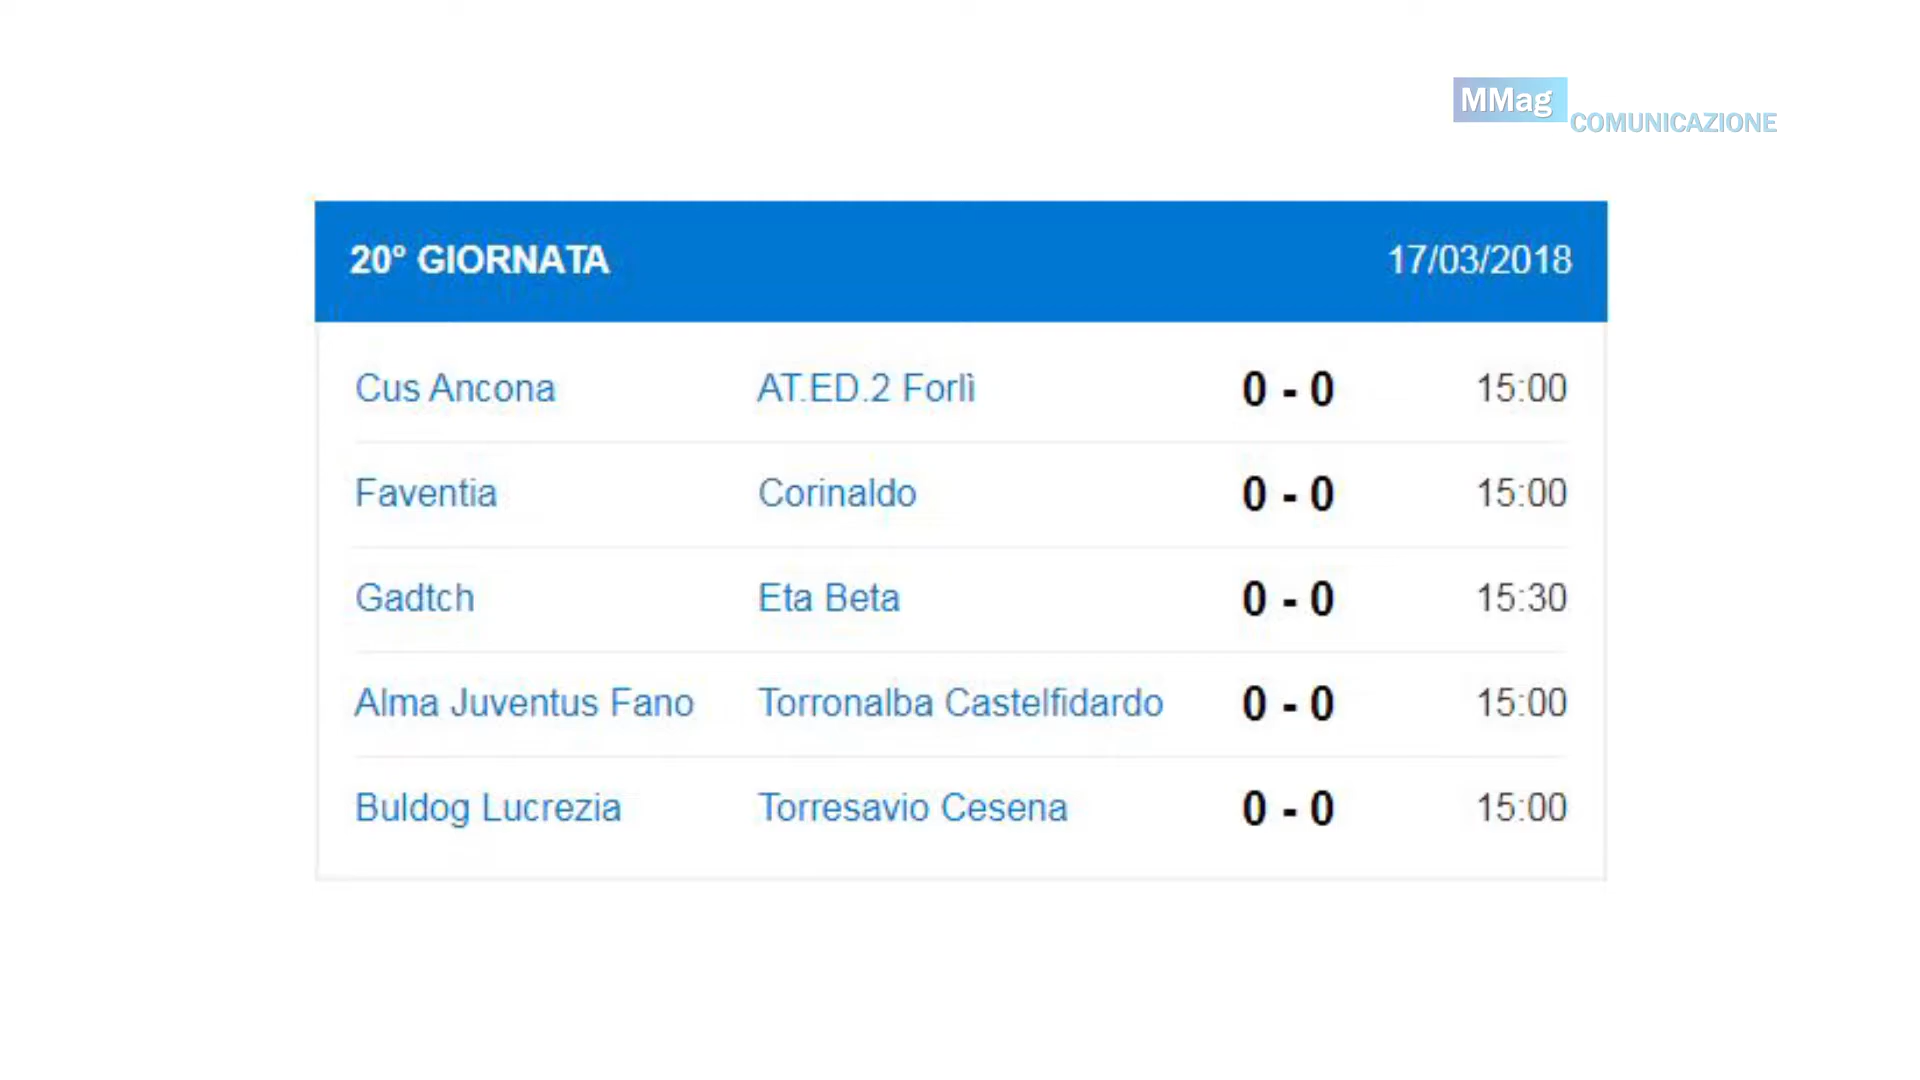 MMag
COMUNICAZIONE
20° GIORNATA 17/03/2018
Cus Ancona AT.ED.2 Forlì 0 - 0 15:00
Faventia Corinaldo 0 - 0 15:00
Gadtch Eta Beta 0 - 0 15:30
Alma Juventus Fano Torronalba Castelfidardo 0 - 0 15:00
Buldog Lucrezia Torresavio Cesena 0 - 0 15:00